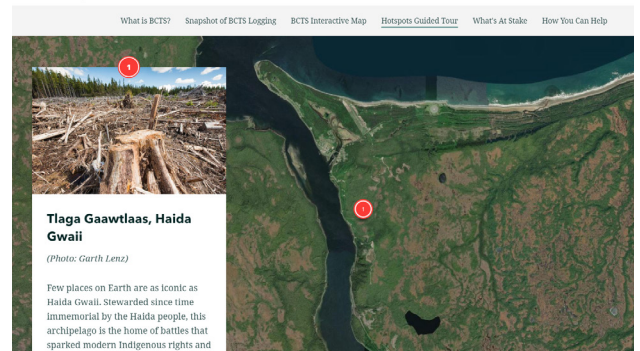 What is BCTS? Snapshot of BCTS Logging BCTS Interactive Map Hotspots Guided Tour What's At Stake How You Can Help
1
Tlaga Gaawtlaas, Haida
Gwaii
(Photo: Garth Lenz)
Few places on Earth are as iconic as
Haida Gwaii. Stewarded since time
immemorial by the Haida people, this
archipelago is the home of battles that
sparked modern Indigenous rights and
1